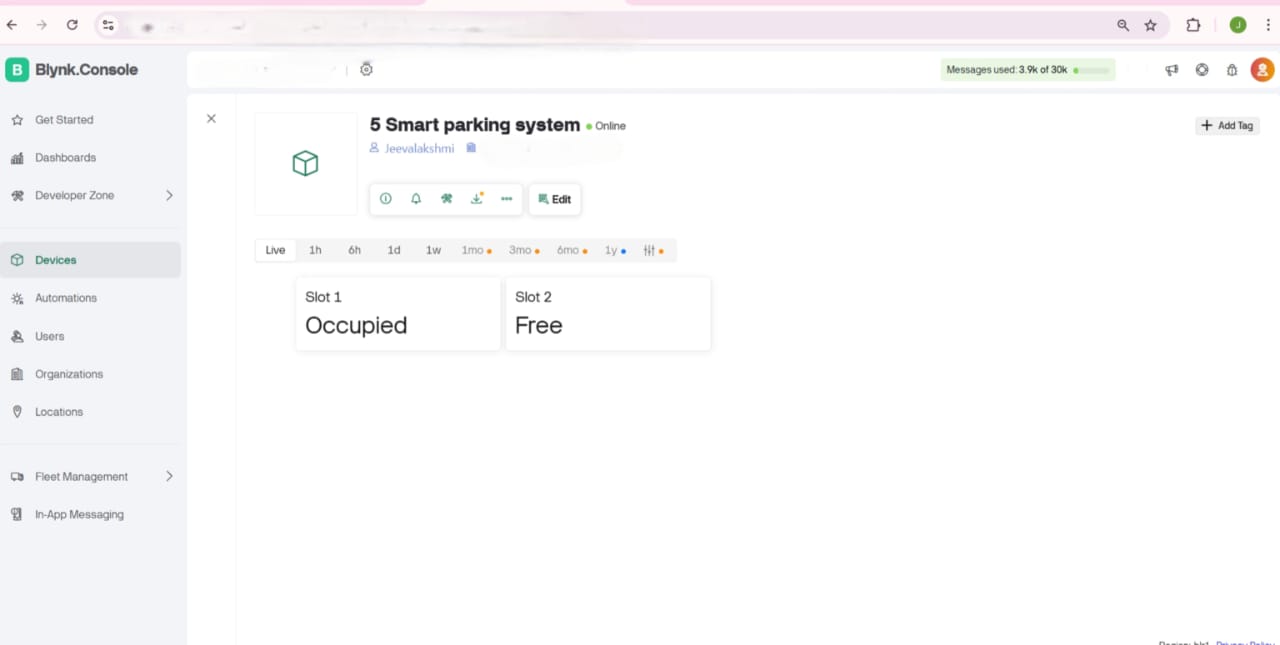 B Blynk.Console
Messages used: 3.9k of 30k
J
Get Started
Dashboards
Developer Zone
Devices
Automations
Users
Organizations
Locations
Fleet Management
In-App Messaging
5 Smart parking system Online
Jeevalakshmi
Add Tag
Edit
Live 1h 6h 1d 1w 1mo 3mo 6mo 1y
Slot 1
Occupied
Slot 2
Free
Privacy Policy